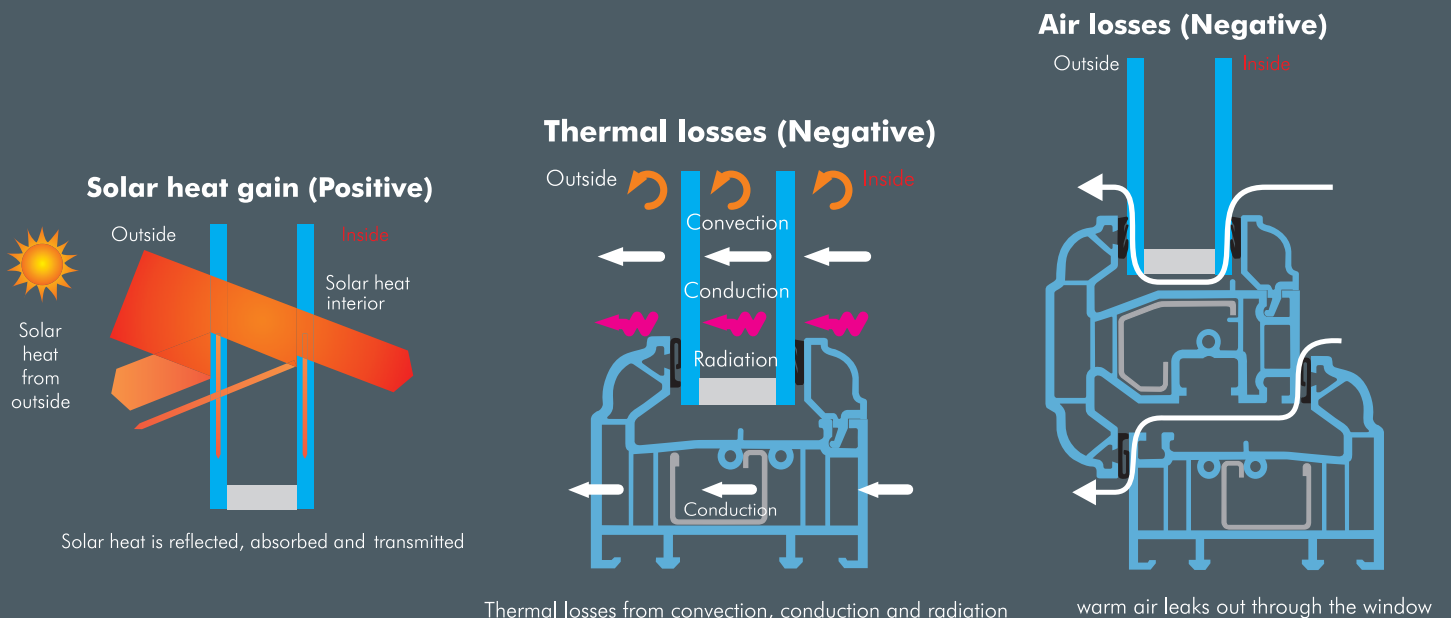 Solar heat gain (Positive)
Outside
Inside
Solar heat
interior
Solar
heat
from
outside
Solar heat is reflected, absorbed and transmitted
Thermal losses (Negative)
Outside
Inside
Convection
Conduction
Radiation
Conduction
Thermal losses from convection, conduction and radiation
Air losses (Negative)
Outside
Inside
warm air leaks out through the window